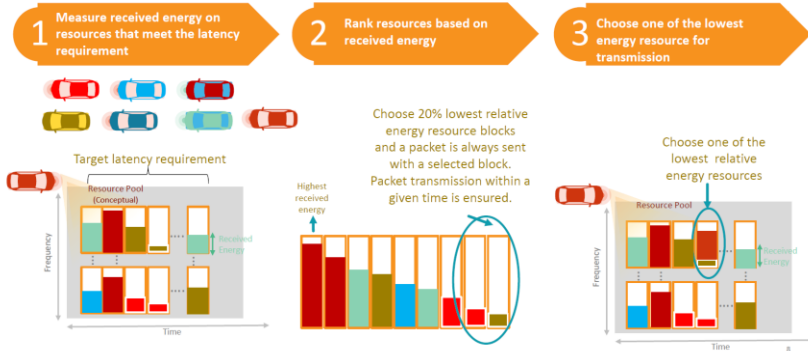 1
Measure received energy on
resources that meet the latency
requirement
2
Rank resources based on
received energy
3
Choose one of the lowest
energy resource for
transmission
Target latency requirement
Resource Pool
(Conceptual)
Frequency
Received
Energy
Time
Choose 20% lowest relative
energy resource blocks
and a packet is always sent
with a selected block.
Packet transmission within a
given time is ensured.
Highest
received
energy
Choose one of the
lowest relative
energy resources
Resource Pool
Frequency
Received
Energy
Time